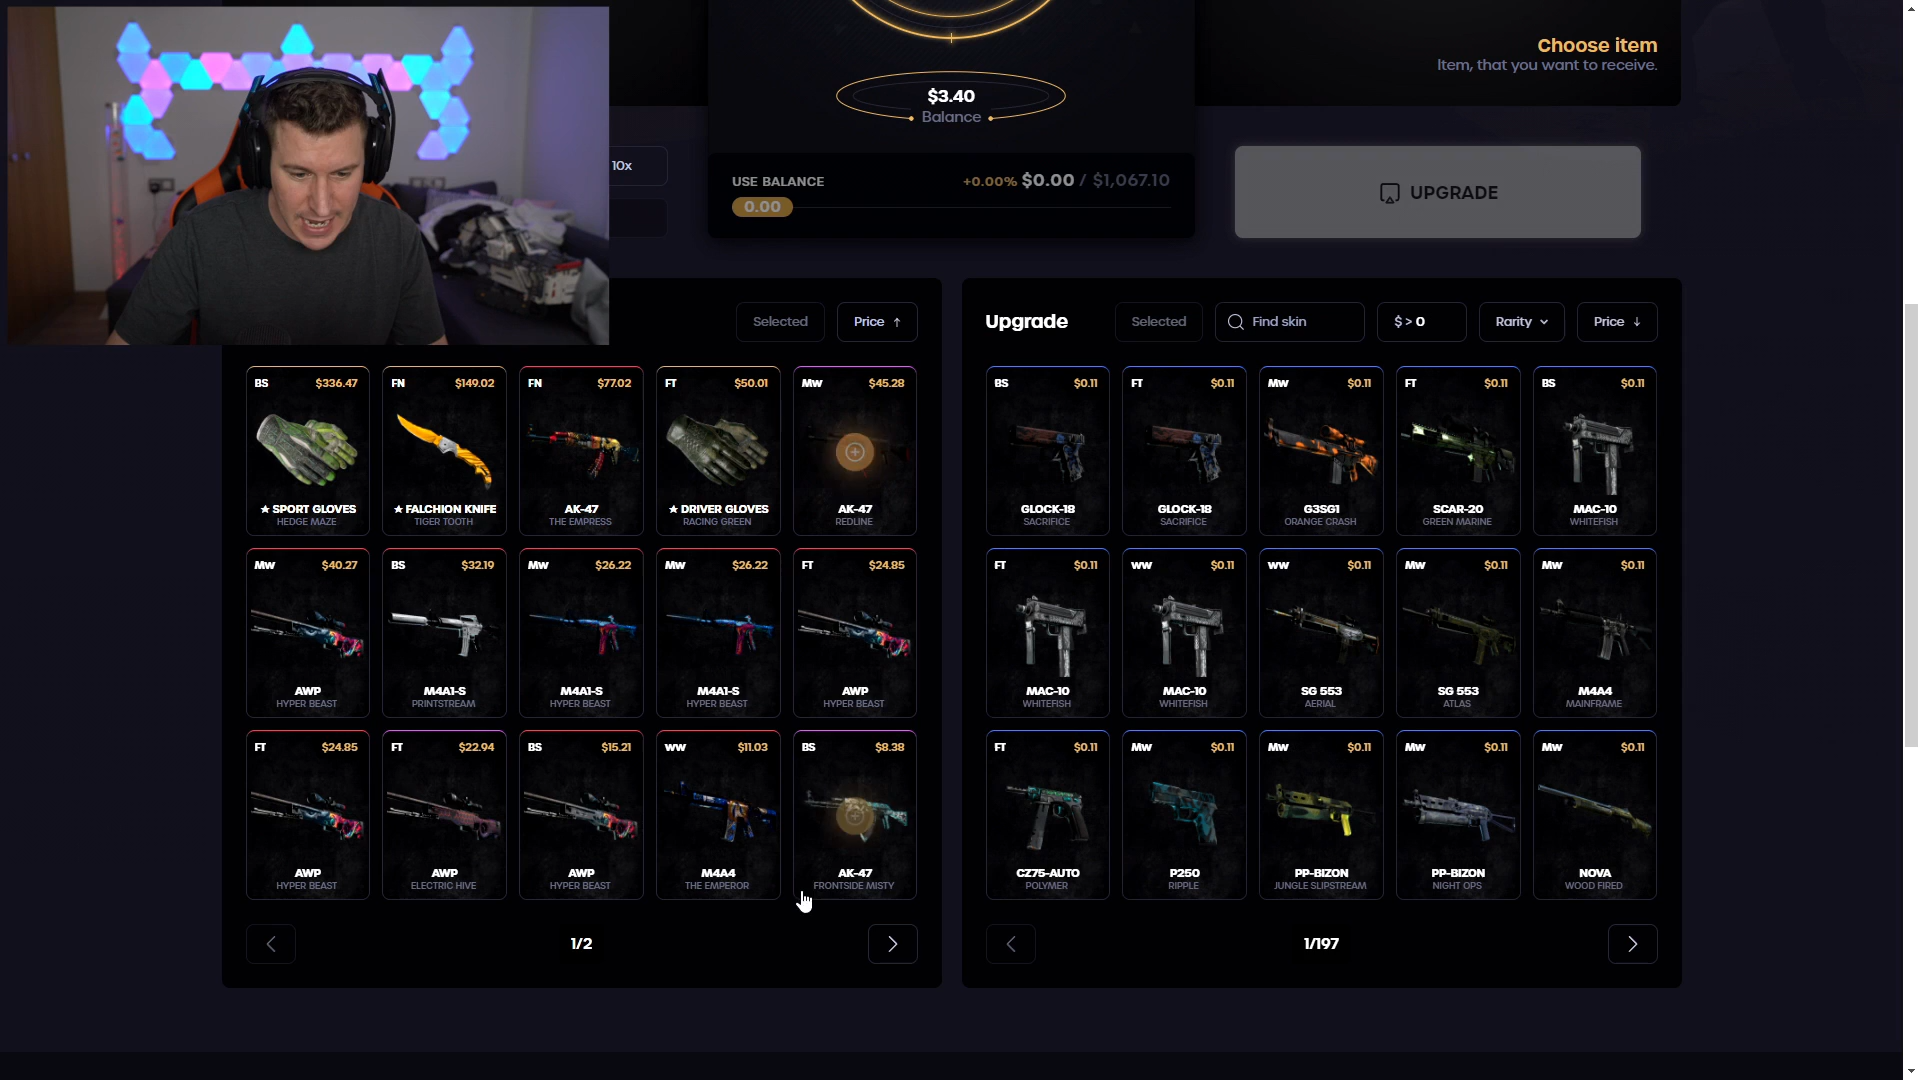 Choose item
Item, that you want to receive.
$3.40
Balance
10x
USE BALANCE
+0.00% $0.00 / $1,067.10
0.00
UPGRADE
Selected
Price ↑
Upgrade
Selected
Find skin
$ > 0
Rarity
Price ↓
BS $336.47
★ SPORT GLOVES
HEDGE MAZE
FN $149.02
★ FALCHION KNIFE
TIGER TOOTH
FN $77.02
AK-47
THE EMPRESS
FT $50.01
★ DRIVER GLOVES
RACING GREEN
MW $45.28
AK-47
REDLINE
MW $40.27
AWP
HYPER BEAST
BS $32.19
M4A1-S
PRINTSTREAM
MW $26.22
M4A1-S
HYPER BEAST
MW $26.22
M4A1-S
HYPER BEAST
FT $24.85
AWP
HYPER BEAST
FT $24.85
AWP
HYPER BEAST
FT $22.94
AWP
ELECTRIC HIVE
BS $15.21
AWP
HYPER BEAST
WW $11.03
M4A4
THE EMPEROR
BS $8.38
AK-47
FRONTSIDE MISTY
1/2
BS $0.11
GLOCK-18
SACRIFICE
FT $0.11
GLOCK-18
SACRIFICE
MW $0.11
G3SG1
ORANGE CRASH
FT $0.11
SCAR-20
GREEN MARINE
BS $0.11
MAC-10
WHITEFISH
FT $0.11
MAC-10
WHITEFISH
WW $0.11
MAC-10
WHITEFISH
WW $0.11
SG 553
AERIAL
MW $0.11
SG 553
ATLAS
MW $0.11
M4A4
MAINFRAME
FT $0.11
CZ75-AUTO
POLYMER
MW $0.11
P250
RIPPLE
MW $0.11
PP-BIZON
JUNGLE SLIPSTREAM
MW $0.11
PP-BIZON
NIGHT OPS
MW $0.11
NOVA
WOOD FIRED
1/197